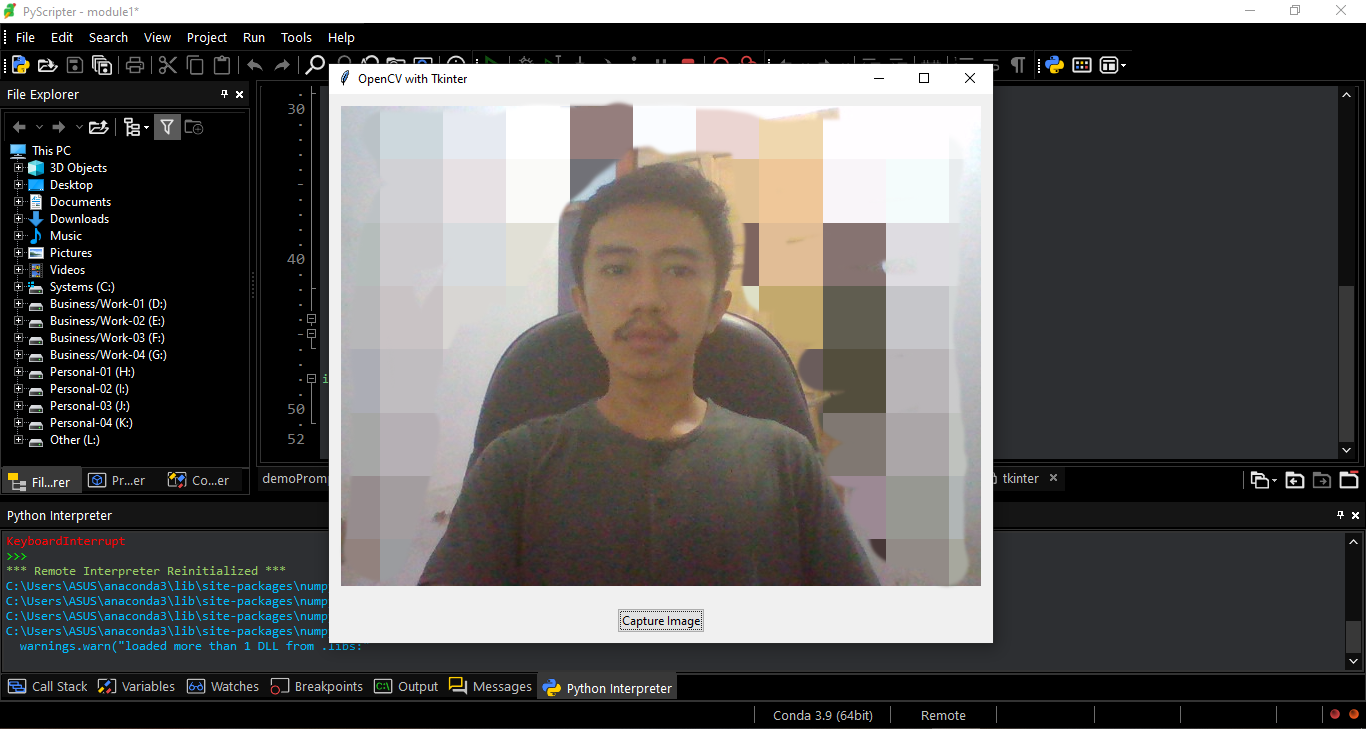 PyScripter - module1*
File Edit Search View Project Run Tools Help
OpenCV with Tkinter
File Explorer
This PC
3D Objects
Desktop
Documents
Downloads
Music
Pictures
Videos
Systems (C:)
Business/Work-01 (D:)
Business/Work-02 (E:)
Business/Work-03 (F:)
Business/Work-04 (G:)
Personal-01 (H:)
Personal-02 (I:)
Personal-03 (J:)
Personal-04 (K:)
Other (L:)
Fil...rer Pr...er Co...er
30
40
i
50
52
demoProm
tkinter
Capture Image
Python Interpreter
KeyboardInterrupt
>>>
*** Remote Interpreter Reinitialized ***
C:\Users\ASUS\anaconda3\lib\site-packages\nump
C:\Users\ASUS\anaconda3\lib\site-packages\nump
C:\Users\ASUS\anaconda3\lib\site-packages\nump
C:\Users\ASUS\anaconda3\lib\site-packages\nump
warnings.warn("loaded more than 1 DLL from .libs:
Call Stack Variables Watches Breakpoints Output Messages Python Interpreter
Conda 3.9 (64bit) Remote